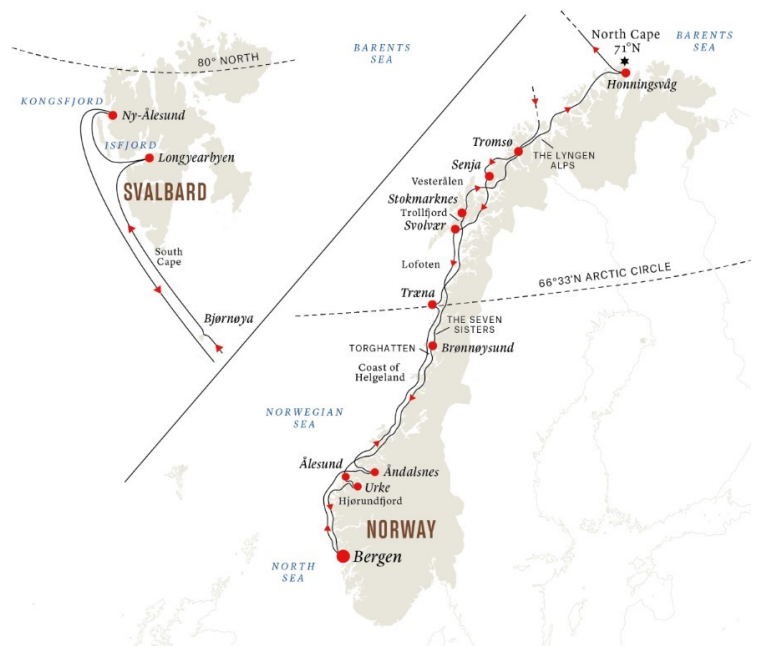 80° NORTH
KONGSFJORD
Ny-Ålesund
ISFJORD
Longyearbyen
SVALBARD
South
Cape
Bjørnøya
BARENTS
SEA
North Cape
71°N
BARENTS
SEA
Honningsvåg
Tromsø
THE LYNGEN
ALPS
Senja
Vesterålen
Stokmarknes
Trollfjord
Svolvær
Lofoten
66°33'N ARCTIC CIRCLE
Træna
THE SEVEN
SISTERS
TORGHATTEN
Brønnøysund
Coast of
Helgeland
NORWEGIAN
SEA
Ålesund
Åndalsnes
Urke
Hjørundfjord
NORWAY
Bergen
NORTH
SEA